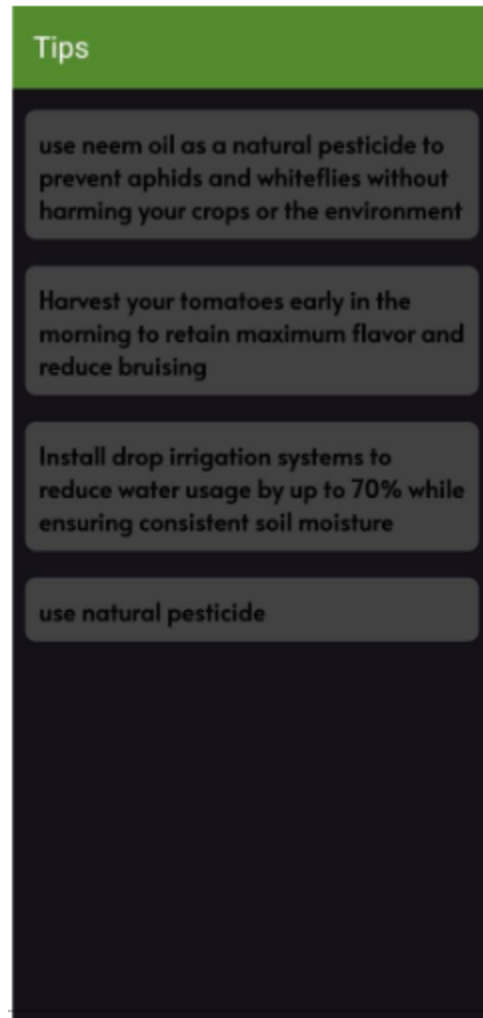 Tips
use neem oil as a natural pesticide to
prevent aphids and whiteflies without
harming your crops or the environment
Harvest your tomatoes early in the
morning to retain maximum flavor and
reduce bruising
Install drop irrigation systems to
reduce water usage by up to 70% while
ensuring consistent soil moisture
use natural pesticide